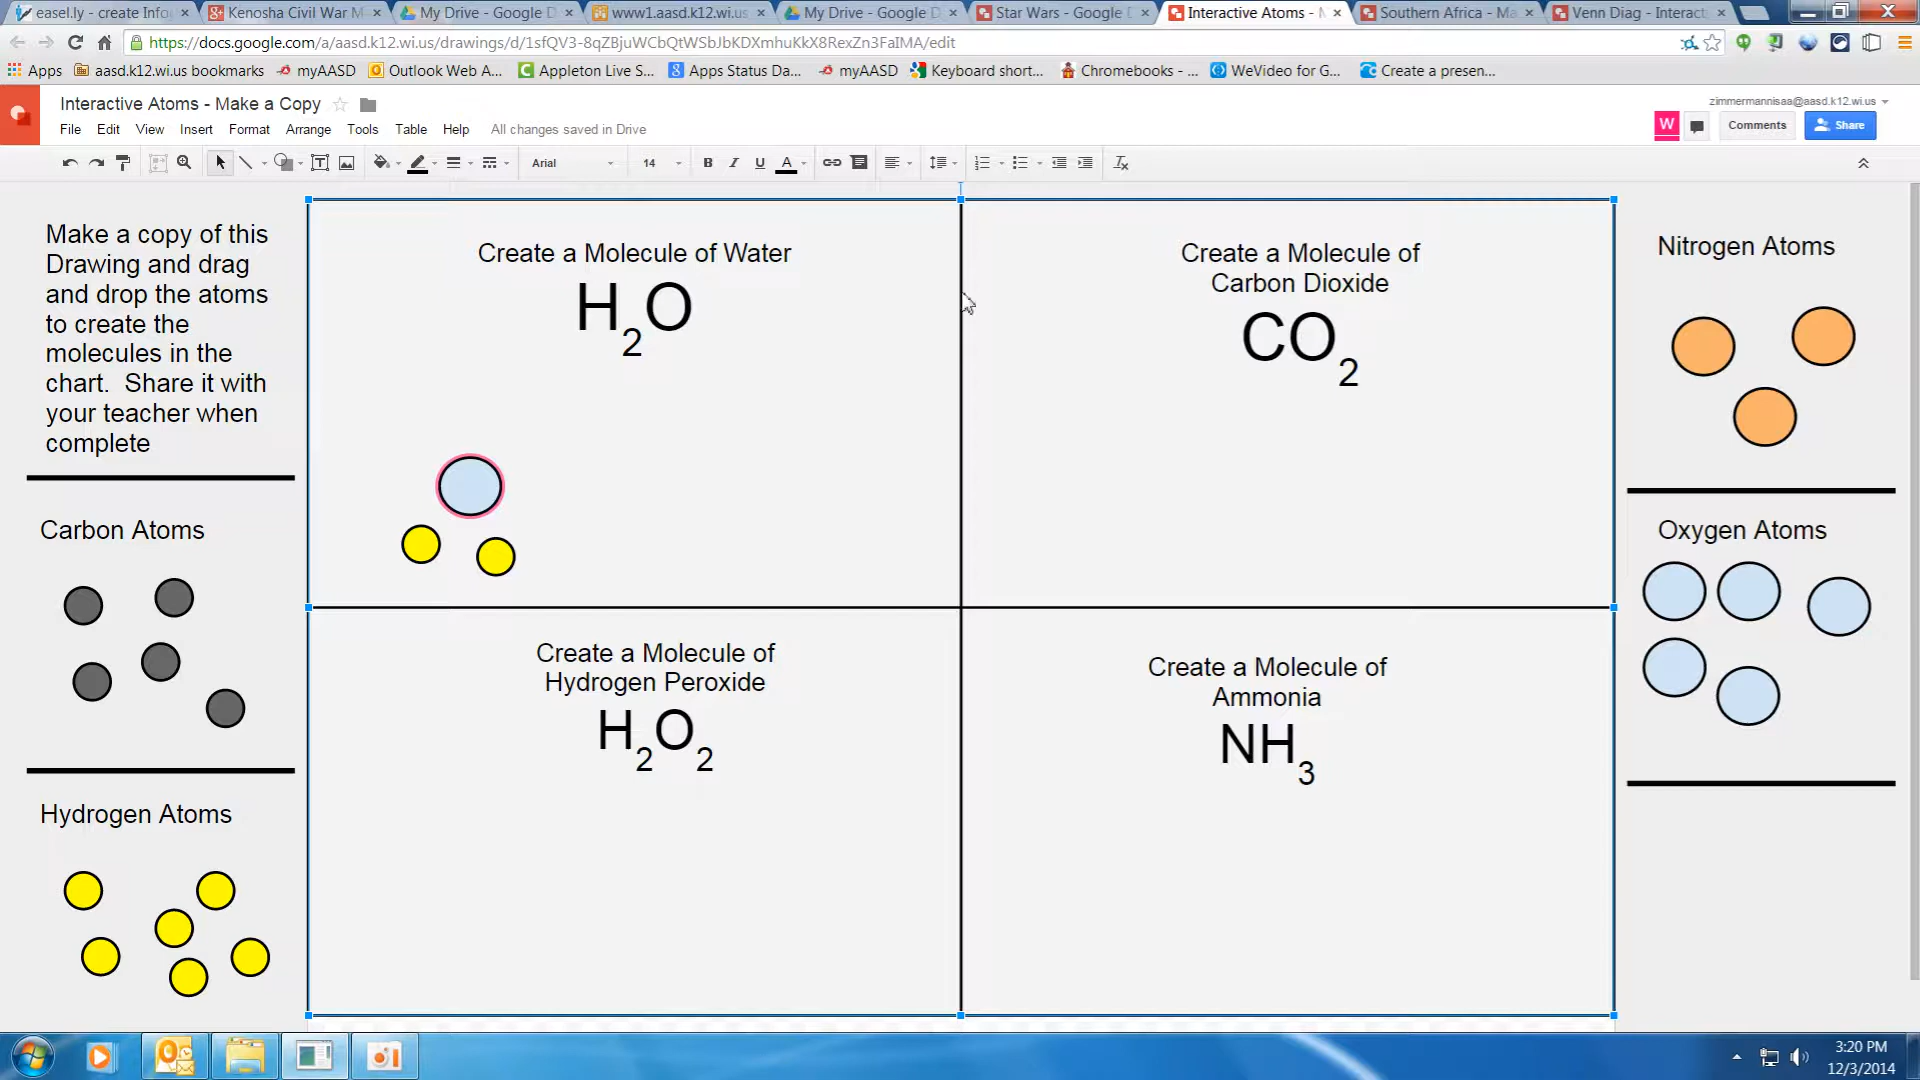 easel.ly - create Infog
Kenosha Civil War M
My Drive - Google D
www1.aasd.k12.wi.us
My Drive - Google D
Star Wars - Google D
Interactive Atoms - M
Southern Africa - Ma
Venn Diag - Interact
https://docs.google.com/a/aasd.k12.wi.us/drawings/d/1sfQV3-8qZBjuWCbQtWSbJbKDXmhuKkX8RexZn3FaIMA/edit
Apps
aasd.k12.wi.us bookmarks
myAASD
Outlook Web A...
Appleton Live S...
Apps Status Da...
myAASD
Keyboard short...
Chromebooks - ...
WeVideo for G...
Create a presen...
Interactive Atoms - Make a Copy
zimmermannisaa@aasd.k12.wi.us
File Edit View Insert Format Arrange Tools Table Help All changes saved in Drive
W
Comments
Share
Arial 14 B I U A
Make a copy of this
Drawing and drag
and drop the atoms
to create the
molecules in the
chart. Share it with
your teacher when
complete
Carbon Atoms
Hydrogen Atoms
Create a Molecule of Water
H2O
Create a Molecule of
Carbon Dioxide
CO2
Create a Molecule of
Hydrogen Peroxide
H2O2
Create a Molecule of
Ammonia
NH3
Nitrogen Atoms
Oxygen Atoms
3:20 PM
12/3/2014